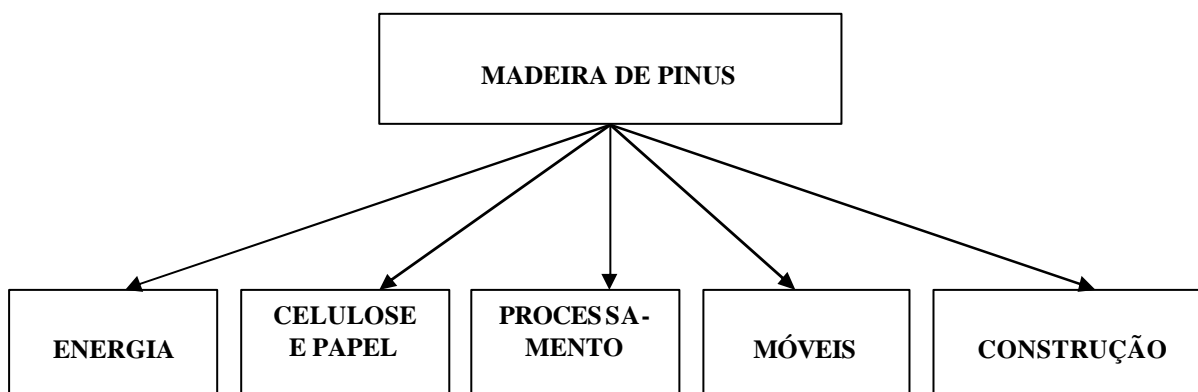 MADEIRA DE PINUS
ENERGIA
CELULOSE
E PAPEL
PROCESSA-
MENTO
MÓVEIS
CONSTRUÇÃO